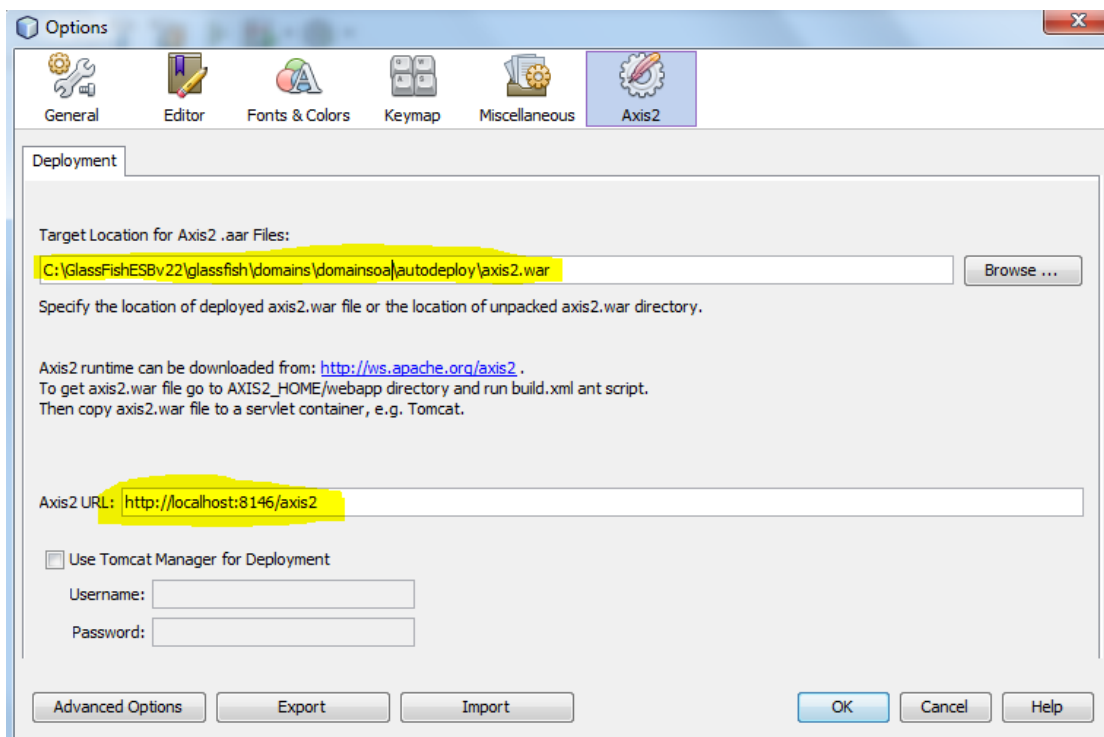 Options
General Editor Fonts & Colors Keymap Miscellaneous Axis2
Deployment
Target Location for Axis2 .aar Files:
C:\GlassFishESBv22\glassfish\domains\domainsoa\autodeploy\axis2.war Browse ...
Specify the location of deployed axis2.war file or the location of unpacked axis2.war directory.
Axis2 runtime can be downloaded from: http://ws.apache.org/axis2 .
To get axis2.war file go to AXIS2_HOME/webapp directory and run build.xml ant script.
Then copy axis2.war file to a servlet container, e.g. Tomcat.
Axis2 URL: http://localhost:8146/axis2
Use Tomcat Manager for Deployment
Username:
Password:
Advanced Options Export Import OK Cancel Help